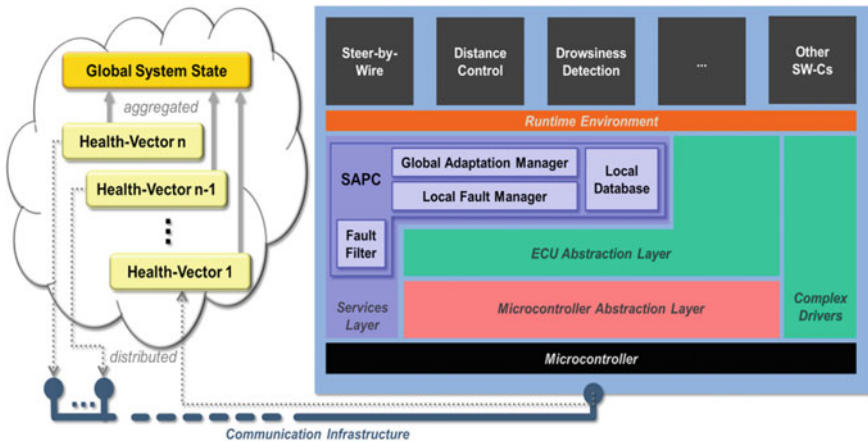 Global System State
aggregated
Health-Vector n
Health-Vector n-1
Health-Vector 1
distributed
...
Communication Infrastructure
Steer-by-
Wire
Distance
Control
Drowsiness
Detection
...
Other
SW-Cs
Runtime Environment
SAPC
Global Adaptation Manager
Local Fault Manager
Local
Database
Fault
Filter
ECU Abstraction Layer
Services
Layer
Microcontroller Abstraction Layer
Complex
Drivers
Microcontroller